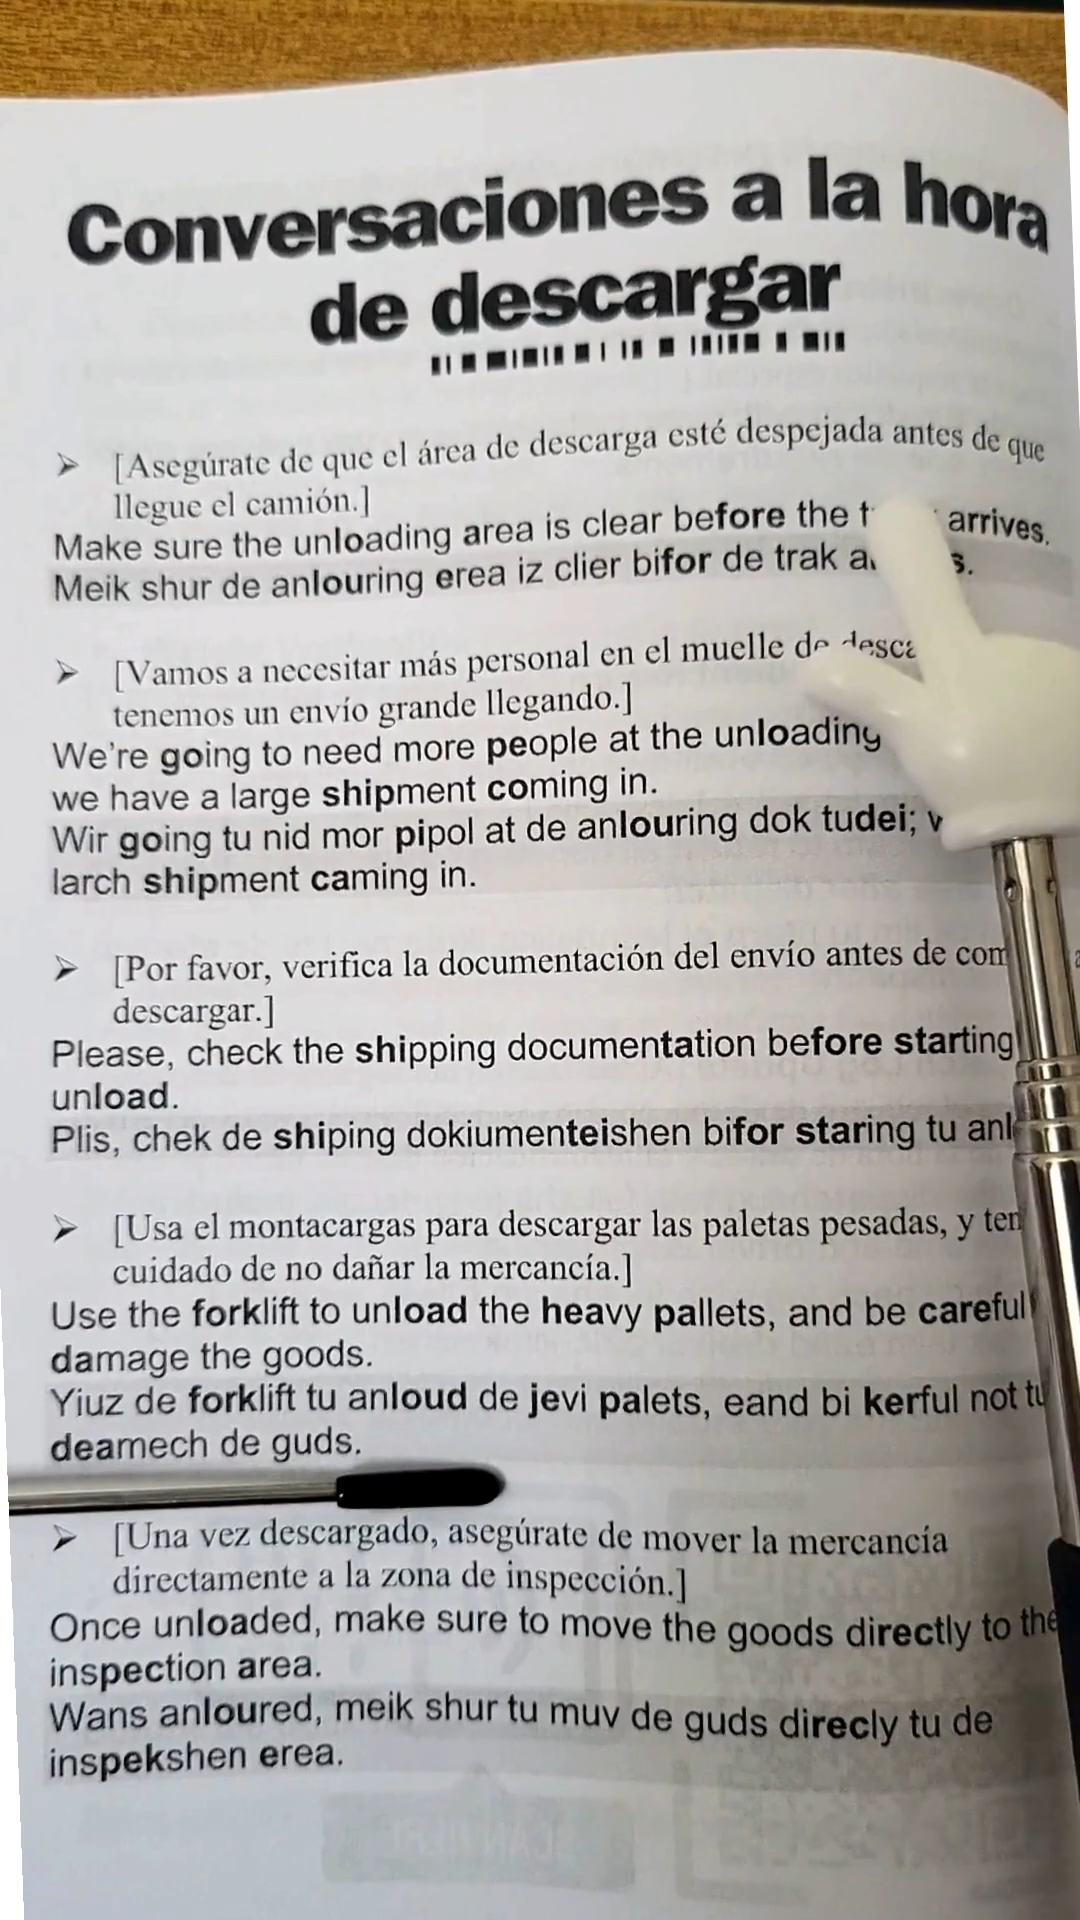 Conversaciones a la hora
de descargar
➤ [Asegúrate de que el área de descarga esté despejada antes de que
llegue el camión.]
Make sure the unloading area is clear before the arrives.
Meik shur de anlouring erea iz clier bifor de trak
➤ [Vamos a necesitar más personal en el muelle de
tenemos un envío grande llegando.]
We're going to need more people at the unloading
we have a large shipment coming in.
Wir going tu nid mor pipol at de anlouring dok tudei;
larch shipment caming in.
➤ [Por favor, verifica la documentación del envío antes de
descargar.]
Please, check the shipping documentation before starting
unload.
Plis, chek de shiping dokiumenteishen bifor staring tu
➤ [Usa el montacargas para descargar las paletas pesadas, y
cuidado de no dañar la mercancía.]
Use the forklift to unload the heavy pallets, and be careful
damage the goods.
Yiuz de forklift tu anloud de jevi palets, eand bi kerful not tu
deamech de guds.
➤ [Una vez descargado, asegúrate de mover la mercancía
directamente a la zona de inspección.]
Once unloaded, make sure to move the goods directly to the
inspection area.
Wans anloured, meik shur tu muv de guds direcly tu de
inspekshen erea.